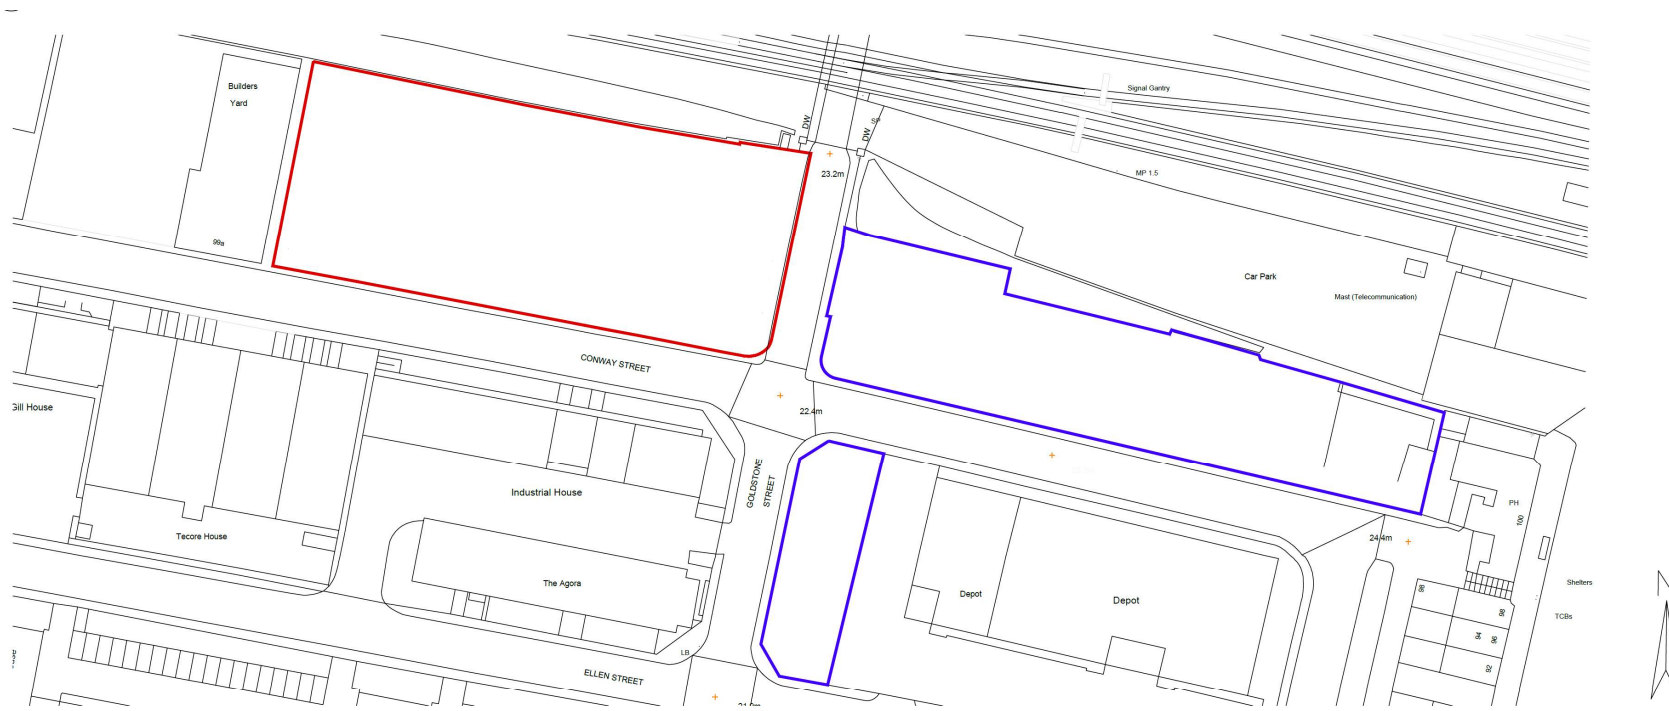 Signal Gantry
Builders
Yard
DW
SP
DW
23.2m
MP 1.5
99a
Car Park
Mast (Telecommunication)
CONWAY STREET
Gill House
22.4m
GOLDSTONE
STREET
Industrial House
PH
100
Tecore House
24.4m
The Agora
Shelters
Depot
Depot
98
98
TCBs
94
96
92
LB
ELLEN STREET